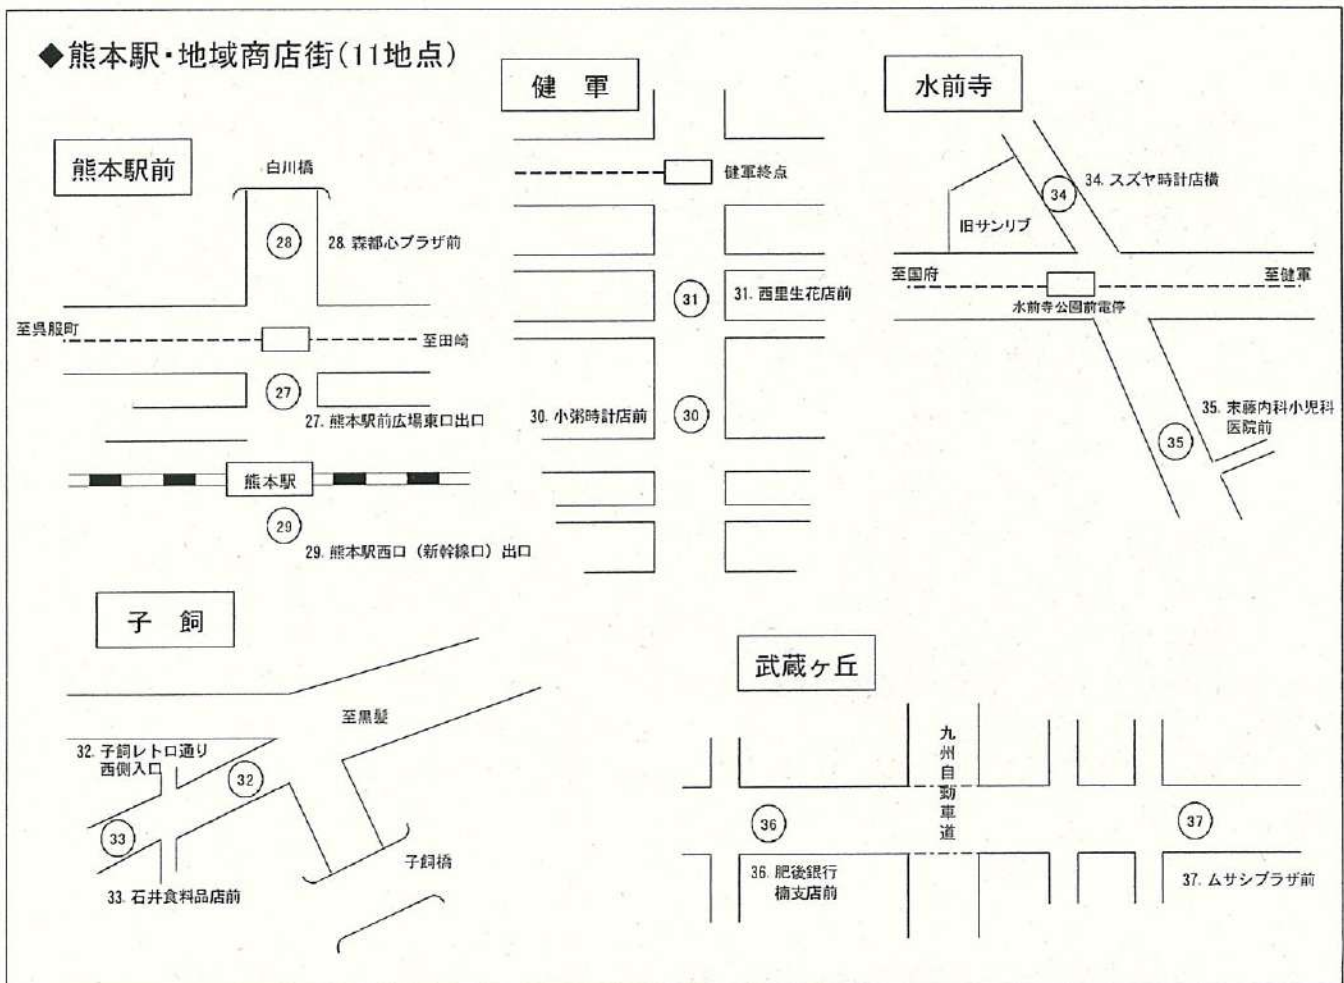 ◆熊本駅・地域商店街(11地点)
熊本駅前
白川橋
28
28. 森都心プラザ前
至呉服町
至田崎
27
27. 熊本駅前広場東口出口
熊本駅
29
29. 熊本駅西口（新幹線口）出口
健 軍
健軍終点
31
31. 西里生花店前
30. 小粥時計店前
30
水前寺
34
34. スズヤ時計店横
旧サンリブ
至国府
至健軍
水前寺公園前電停
35
35. 末藤内科小児科
医院前
子 飼
至黒髪
32. 子飼レトロ通り
西側入口
32
33
33. 石井食料品店前
子飼橋
武蔵ヶ丘
九州自動車道
36
36. 肥後銀行
楠支店前
37
37. ムサシプラザ前